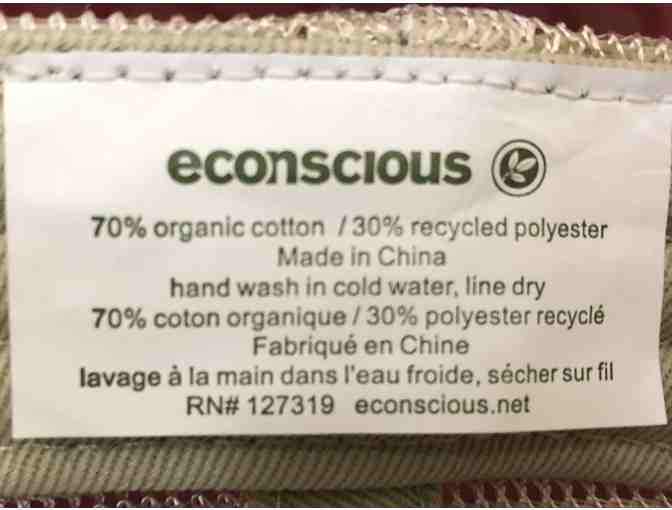 econscious
70% organic cotton / 30% recycled polyester
Made in China
hand wash in cold water, line dry
70% coton organique / 30% polyester recyclé
Fabriqué en Chine
lavage à la main dans l'eau froide, sécher sur fil
RN# 127319 econscious.net